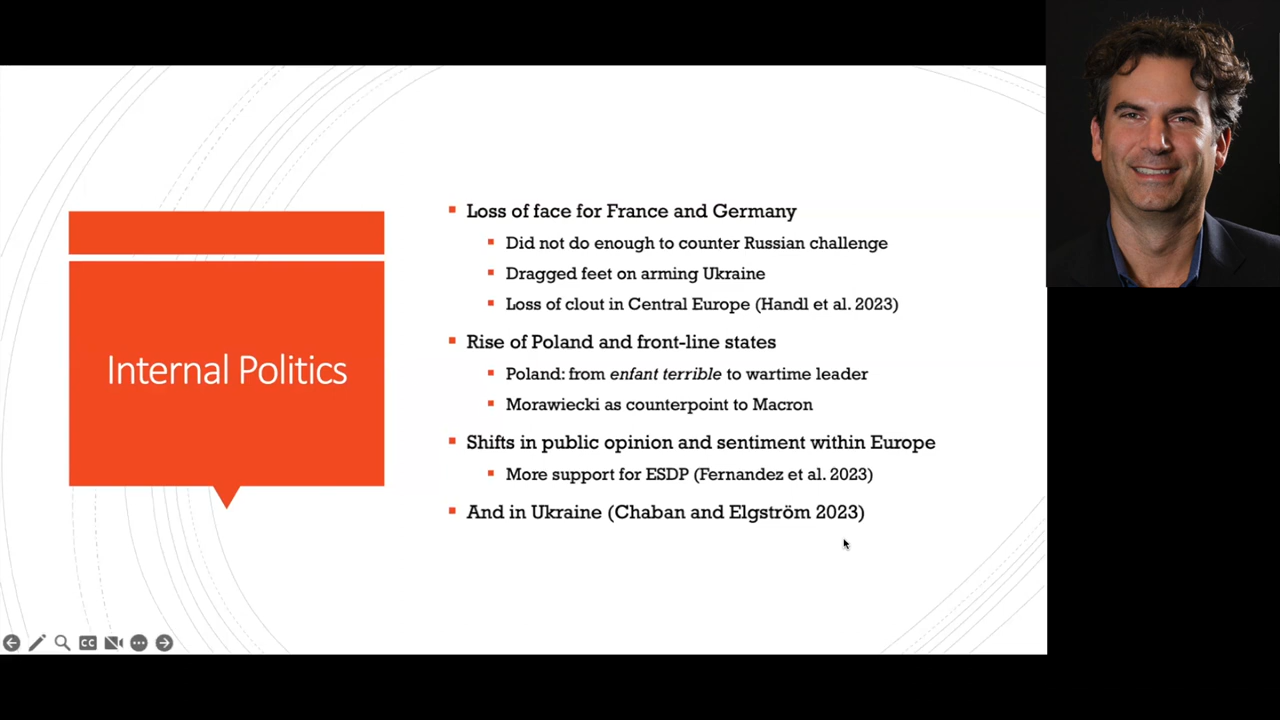 Internal Politics
Loss of face for France and Germany
Did not do enough to counter Russian challenge
Dragged feet on arming Ukraine
Loss of clout in Central Europe (Handl et al. 2023)
Rise of Poland and front-line states
Poland: from enfant terrible to wartime leader
Morawiecki as counterpoint to Macron
Shifts in public opinion and sentiment within Europe
More support for ESDP (Fernandez et al. 2023)
And in Ukraine (Chaban and Elgström 2023)
CC